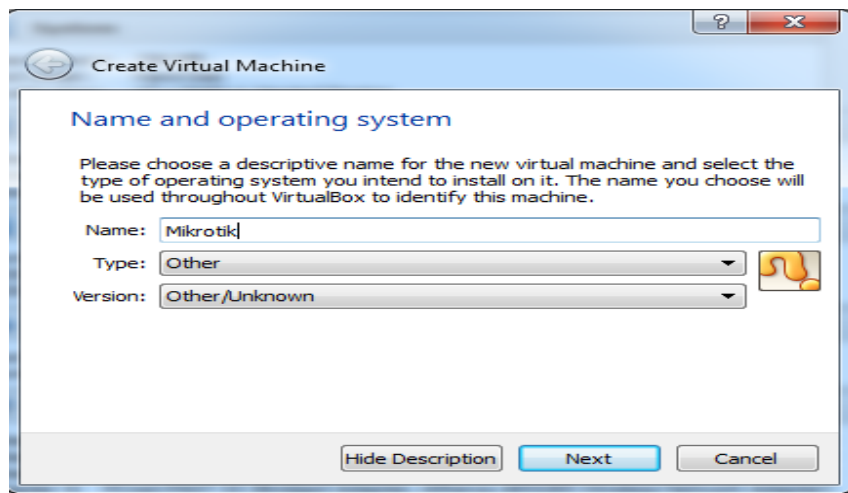 Create Virtual Machine
Name and operating system
Please choose a descriptive name for the new virtual machine and select the
type of operating system you intend to install on it. The name you choose will
be used throughout VirtualBox to identify this machine.
Name: Mikrotik
Type: Other
Version: Other/Unknown
Hide Description Next Cancel